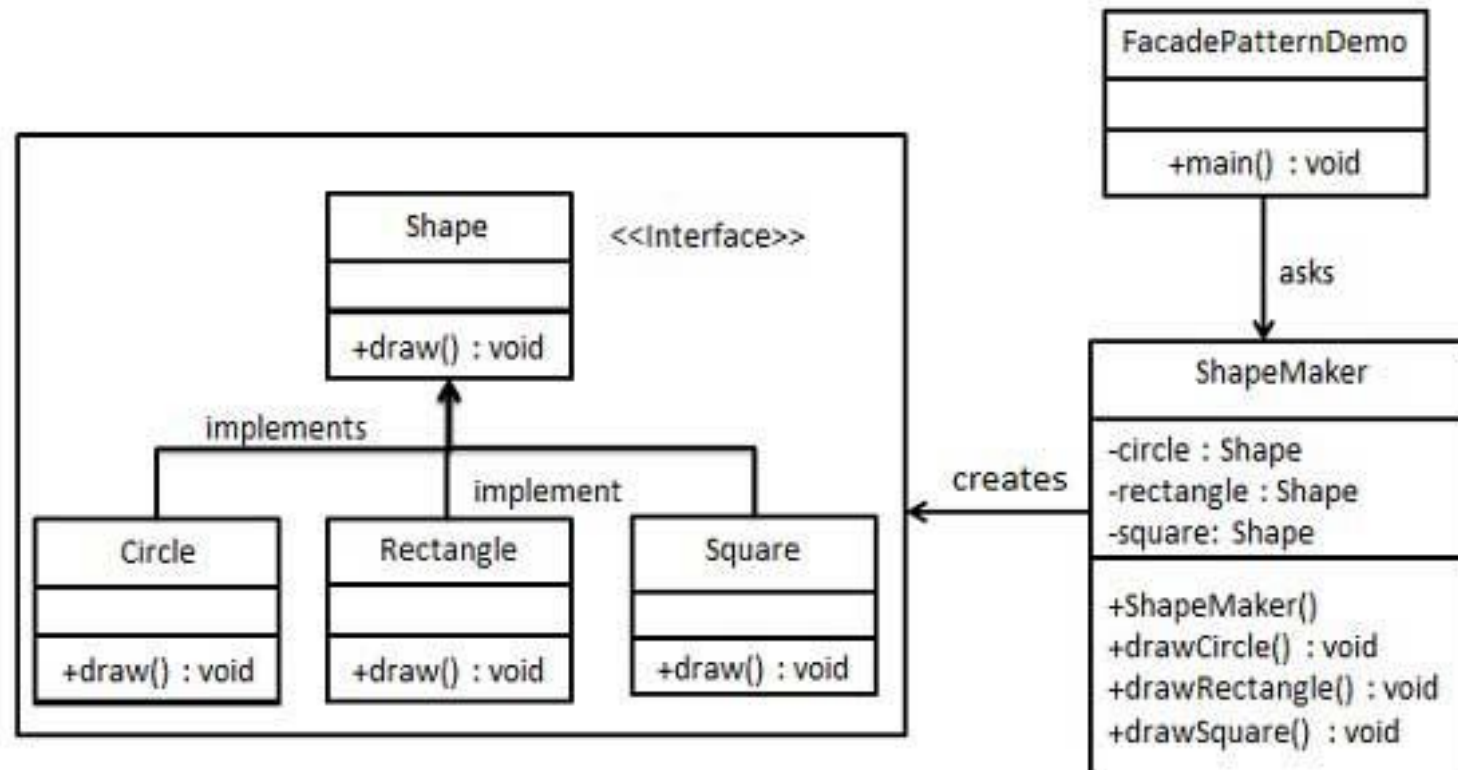 FacadePatternDemo
+main() : void
asks
Shape
<<Interface>>
+draw() : void
implements
implement
Circle
+draw() : void
Rectangle
+draw() : void
Square
+draw() : void
creates
ShapeMaker
-circle : Shape
-rectangle : Shape
-square: Shape
+ShapeMaker()
+drawCircle() : void
+drawRectangle() : void
+drawSquare() : void